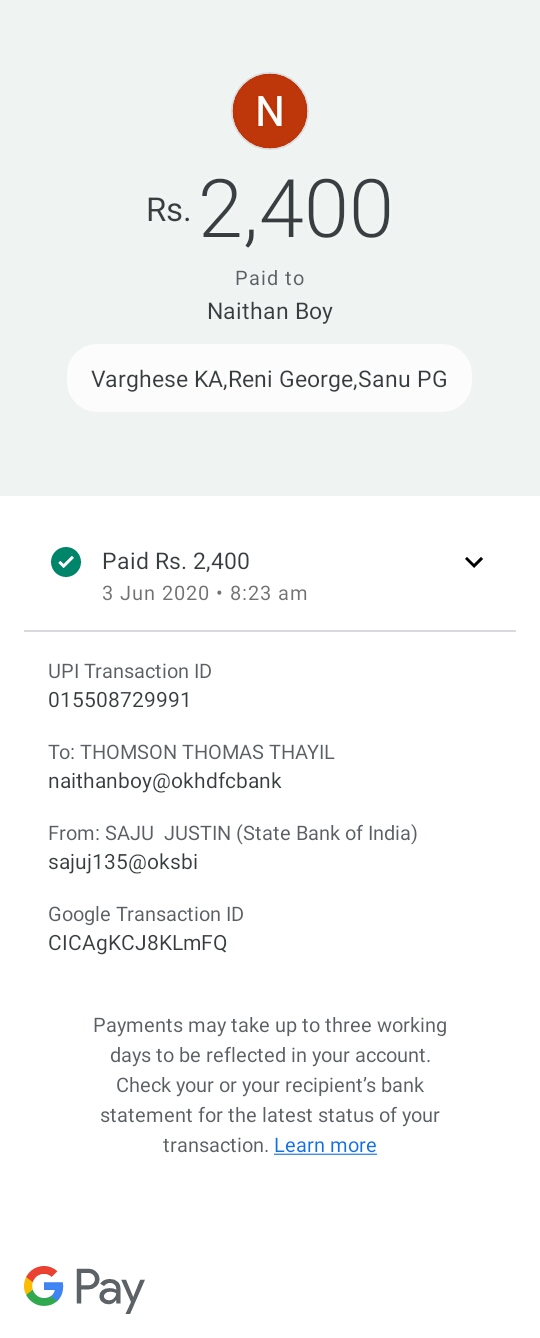 N
Rs. 2,400
Paid to
Naithan Boy
Varghese KA,Reni George,Sanu PG
Paid Rs. 2,400
3 Jun 2020 • 8:23 am
UPI Transaction ID
015508729991
To: THOMSON THOMAS THAYIL
naithanboy@okhdfcbank
From: SAJU  JUSTIN (State Bank of India)
sajuj135@oksbi
Google Transaction ID
CICAgKCJ8KLmFQ
Payments may take up to three working
days to be reflected in your account.
Check your or your recipient’s bank
statement for the latest status of your
transaction. Learn more
G Pay